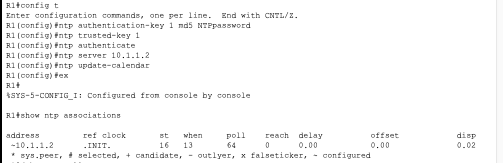 R1#config t
Enter configuration commands, one per line.  End with CNTL/Z.
R1(config)#ntp authentication-key 1 md5 NTPpassword
R1(config)#ntp trusted-key 1
R1(config)#ntp authenticate
R1(config)#ntp server 10.1.1.2
R1(config)#ntp update-calendar
R1(config)#ex
R1#
%SYS-5-CONFIG_I: Configured from console by console
R1#show ntp associations
address         ref clock       st   when     poll    reach  delay          offset            disp
 ~10.1.1.2      .INIT.          16   13       64      0      0.00           0.00              0.02
 * sys.peer, # selected, + candidate, - outlyer, x falseticker, ~ configured